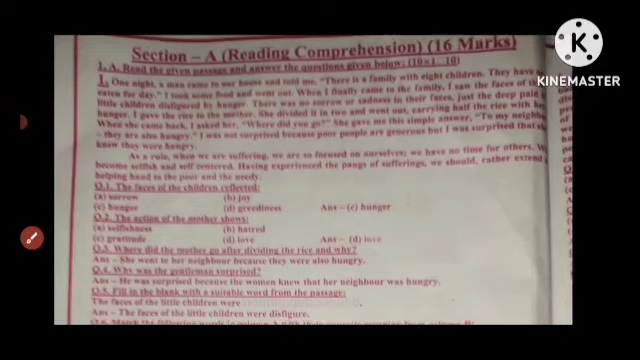 Section – A (Reading Comprehension) (16 Marks)
1. A. Read the given passage and answer the questions given below: (10×1 10)
1. One night, a man came to our house and told me, "There is a family with eight children. They have
eaten for day." I took some food and went out. When I finally came to the family, I saw the faces of
little children disfigured by hunger. There was no sorrow or sadness in their faces, just the deep pain
hunger. I gave the rice to the mother. She divided it in two and went out, carrying half the rice with
When she came back, I asked her, "Where did you go?" She gave me this simple answer, "To my
– they are also hungry." I was not surprised because poor people are generous but I was surprised that
knew they were hungry.
As a rule, when we are suffering, we are so focused on ourselves; we have no time for others.
become selfish and self centered. Having experienced the pangs of sufferings, we should, rather extend
helping hand to the poor and the needy.
Q.1. The faces of the children reflected:
(a) sorrow (b) joy
(c) hunger (d) greediness Ans – (c) hunger
Q.2. The action of the mother shows:
(a) selfishness (b) hatred
(c) gratitude (d) love Ans – (d) love
Q.3. Where did the mother go after dividing the rice and why?
Ans – She went to her neighbour because they were also hungry.
Q.4. Why was the gentleman surprised?
Ans – He was surprised because the women knew that her neighbour was hungry.
Q.5. Fill in the blank with a suitable word from the passage:
The faces of the little children were
Ans – The faces of the little children were disfigure.
KINEMASTER